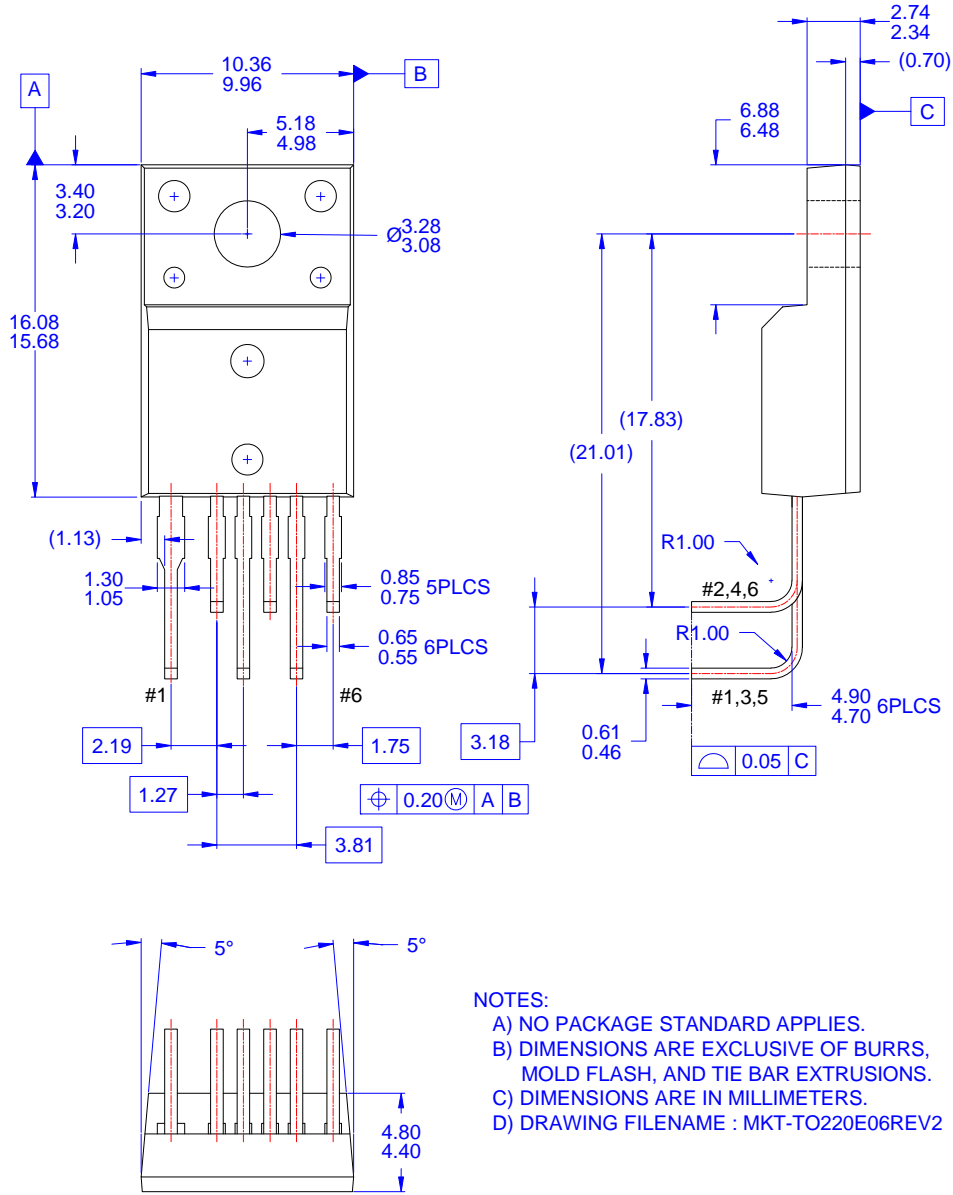 2.74
2.34
(0.70)
10.36
9.96
B
A
C
6.88
6.48
5.18
4.98
3.40
3.20
Ø3.28
3.08
16.08
15.68
(17.83)
(21.01)
(1.13)
R1.00
1.30
1.05
0.85
0.75
5PLCS
#2,4,6
0.65
0.55
6PLCS
R1.00
#1
#6
#1,3,5
4.90
4.70
6PLCS
2.19
1.75
3.18
0.61
0.46
0.05 C
1.27
⌖ 0.20Ⓜ A B
3.81
5°
5°
4.80
4.40
NOTES:
A) NO PACKAGE STANDARD APPLIES.
B) DIMENSIONS ARE EXCLUSIVE OF BURRS,
MOLD FLASH, AND TIE BAR EXTRUSIONS.
C) DIMENSIONS ARE IN MILLIMETERS.
D) DRAWING FILENAME : MKT-TO220E06REV2